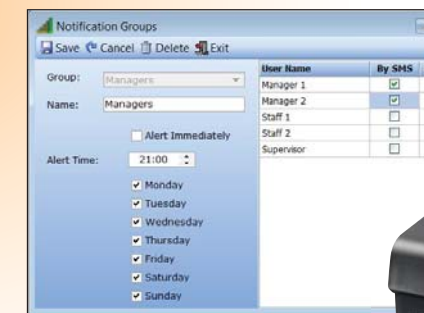 Notification Groups
Save Cancel Delete Exit
Group: Managers
Name: Managers
Alert Immediately
Alert Time: 21:00
Monday
Tuesday
Wednesday
Thursday
Friday
Saturday
Sunday
User Name By SMS
Manager 1
Manager 2
Staff 1
Staff 2
Supervisor